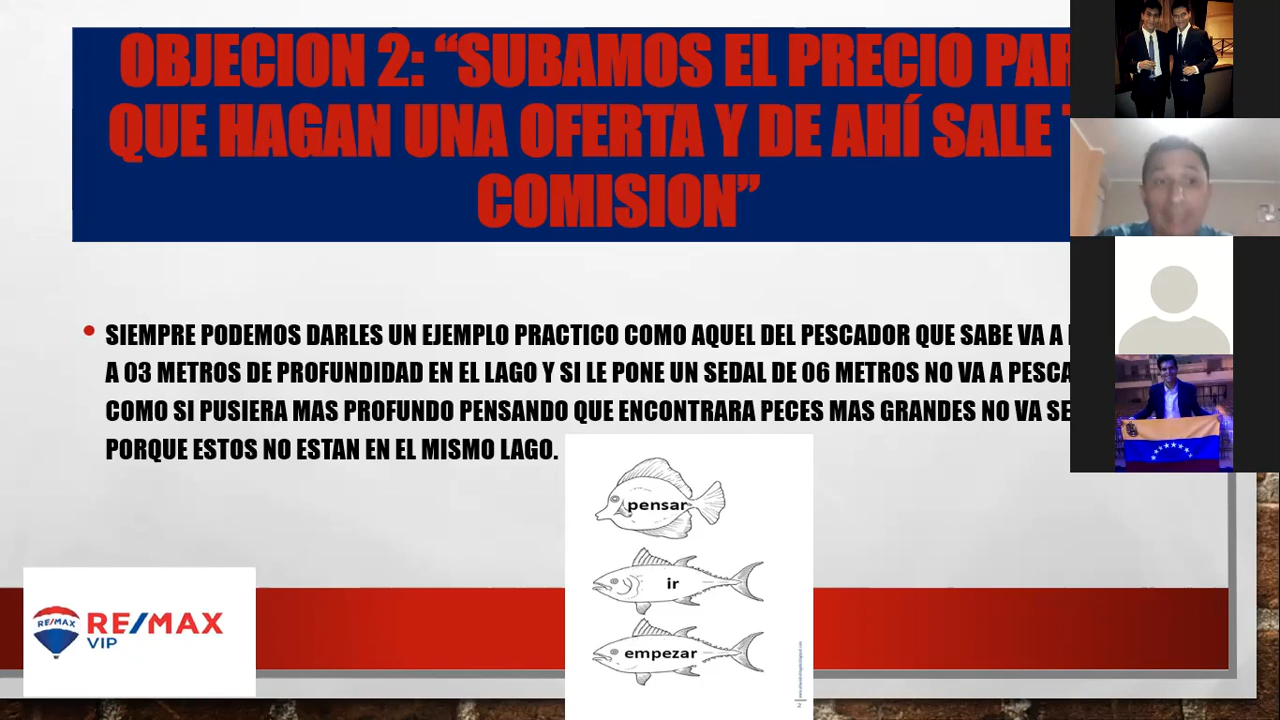 OBJECION 2: “SUBAMOS EL PRECIO
QUE HAGAN UNA OFERTA Y DE AHÍ SALE
COMISION”
• SIEMPRE PODEMOS DARLES UN EJEMPLO PRACTICO COMO AQUEL DEL PESCADOR QUE SABE VA A
A 03 METROS DE PROFUNDIDAD EN EL LAGO Y SI LE PONE UN SEDAL DE 06 METROS NO VA A
COMO SI PUSIERA MAS PROFUNDO PENSANDO QUE ENCONTRARA PECES MAS GRANDES NO VA
PORQUE ESTOS NO ESTAN EN EL MISMO LAGO.
pensar
ir
empezar
2
RE/MAX
RE/MAX
VIP